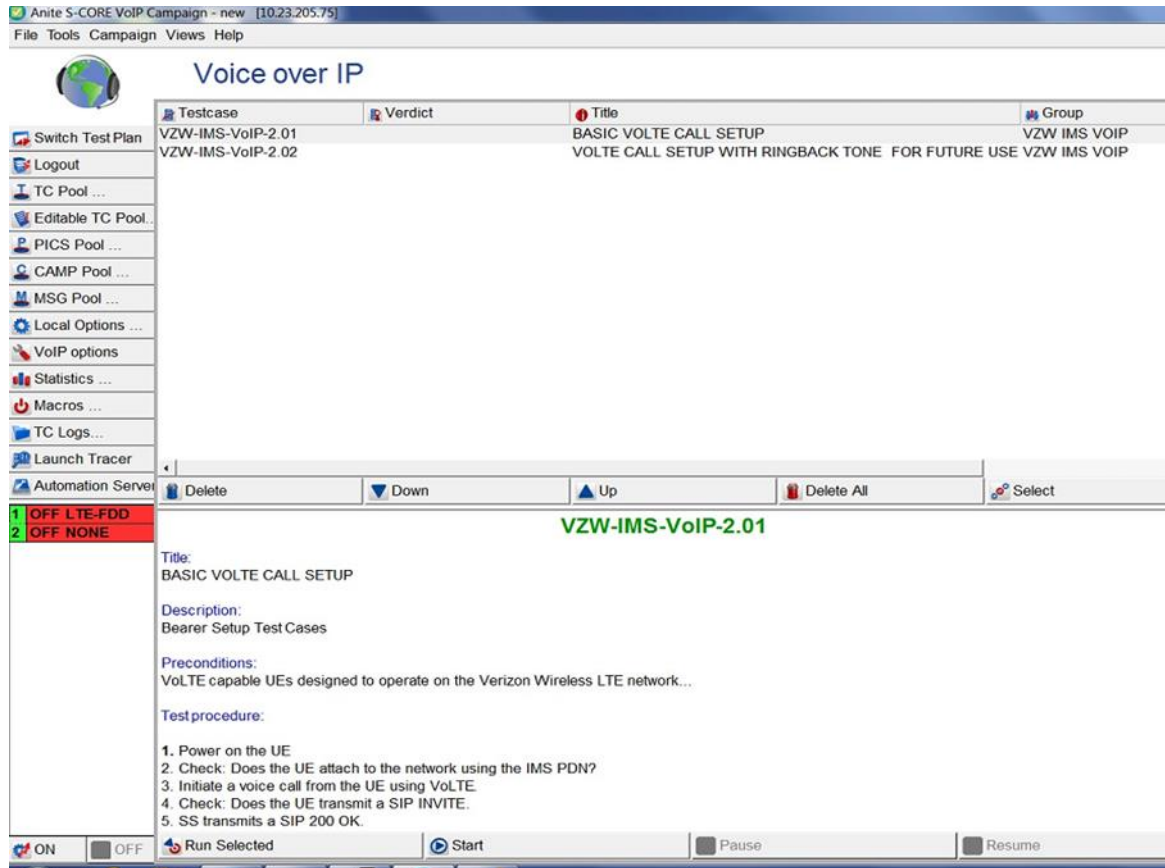 Anite S-CORE VoIP Campaign - new [10.23.205.75]
File Tools Campaign Views Help
Voice over IP
Testcase Verdict Title Group
VZW-IMS-VoIP-2.01 BASIC VOLTE CALL SETUP VZW IMS VOIP
VZW-IMS-VoIP-2.02 VOLTE CALL SETUP WITH RINGBACK TONE FOR FUTURE USE VZW IMS VOIP
Switch Test Plan
Logout
TC Pool ...
Editable TC Pool..
PICS Pool ...
CAMP Pool ...
MSG Pool ...
Local Options ...
VoIP options
Statistics ...
Macros ...
TC Logs...
Launch Tracer
Automation Server
1 OFF LTE-FDD
2 OFF NONE
ON OFF
Delete Down Up Delete All Select
VZW-IMS-VoIP-2.01
Title:
BASIC VOLTE CALL SETUP
Description:
Bearer Setup Test Cases
Preconditions:
VoLTE capable UEs designed to operate on the Verizon Wireless LTE network...
Test procedure:
1. Power on the UE
2. Check: Does the UE attach to the network using the IMS PDN?
3. Initiate a voice call from the UE using VoLTE.
4. Check: Does the UE transmit a SIP INVITE.
5. SS transmits a SIP 200 OK.
Run Selected Start Pause Resume